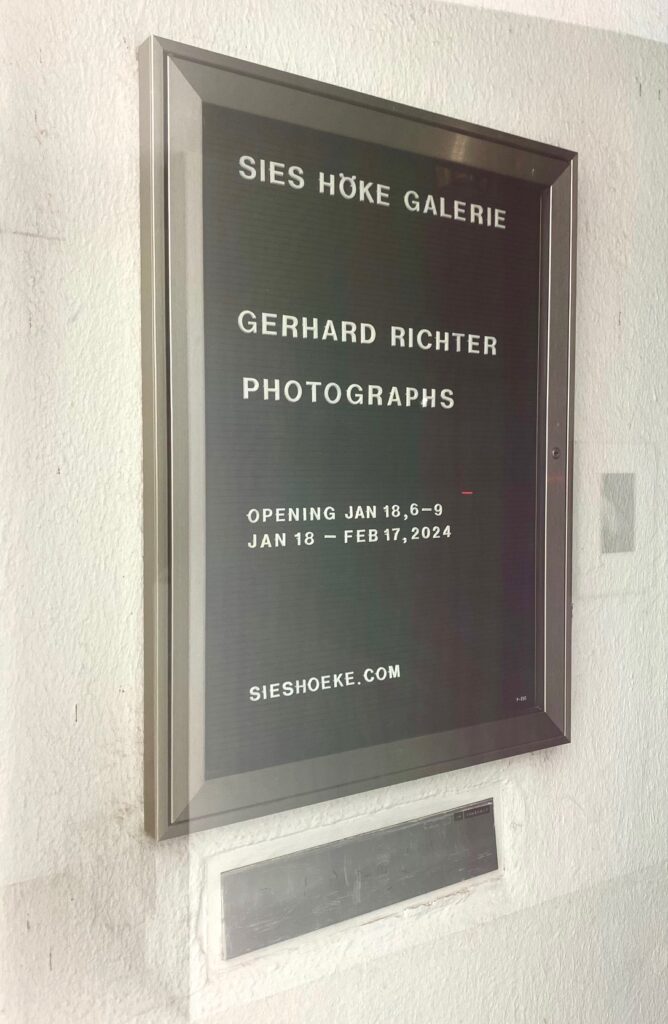 SIES HÖKE GALERIE
GERHARD RICHTER
PHOTOGRAPHS
OPENING JAN 18,6–9
JAN 18 – FEB 17,2024
SIESHOEKE.COM